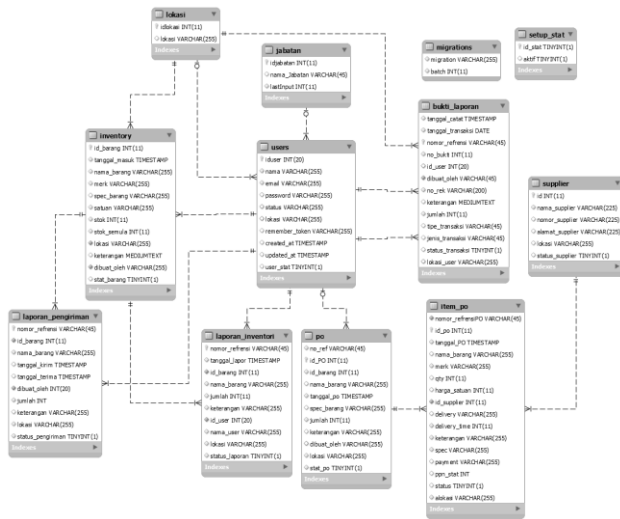 lokasi
idlokasi INT(11)
lokasi VARCHAR(255)
Indexes
jabatan
idjabatan INT(11)
nama_Jabatan VARCHAR(45)
lastInput INT(11)
Indexes
migrations
migration VARCHAR(255)
batch INT(11)
Indexes
setup_stat
id_stat TINYINT(1)
aktif TINYINT(1)
Indexes
inventory
id_barang INT(11)
tanggal_masuk TIMESTAMP
nama_barang VARCHAR(255)
merk VARCHAR(255)
spec_barang VARCHAR(255)
satuan VARCHAR(255)
stok INT(11)
stok_semula INT(11)
lokasi VARCHAR(255)
keterangan MEDIUMTEXT
dibuat_oleh VARCHAR(255)
stat_barang TINYINT(1)
Indexes
users
iduser INT(20)
nama VARCHAR(255)
email VARCHAR(255)
password VARCHAR(255)
status VARCHAR(255)
lokasi VARCHAR(255)
remember_token VARCHAR(255)
created_at TIMESTAMP
updated_at TIMESTAMP
user_stat TINYINT(1)
Indexes
bukti_laporan
tanggal_catat TIMESTAMP
tanggal_transaksi DATE
nomor_refrensi VARCHAR(45)
no_bukti INT(11)
id_user INT(20)
dibuat_oleh VARCHAR(45)
no_rek VARCHAR(200)
keterangan MEDIUMTEXT
jumlah INT(11)
tipe_transaksi VARCHAR(45)
jenis_transaksi VARCHAR(45)
status_transaksi TINYINT(1)
lokasi_user VARCHAR(255)
Indexes
supplier
id INT(11)
nama_supplier VARCHAR(225)
nomor_supplier VARCHAR(225)
alamat_supplier VARCHAR(225)
lokasi VARCHAR(255)
status_supplier TINYINT(1)
Indexes
laporan_pengiriman
nomor_refrensi VARCHAR(45)
id_barang INT(11)
nama_barang VARCHAR(255)
tanggal_kirim TIMESTAMP
tanggal_terima TIMESTAMP
dibuat_oleh INT(20)
jumlah INT
keterangan VARCHAR(255)
lokasi VARCHAR(255)
status_pengiriman TINYINT(1)
Indexes
laporan_inventori
nomor_refrensi VARCHAR(45)
tanggal_lapor TIMESTAMP
id_barang INT(11)
nama_barang VARCHAR(255)
jumlah INT(11)
keterangan VARCHAR(255)
id_user INT(20)
nama_user VARCHAR(255)
lokasi VARCHAR(255)
status_laporan TINYINT(1)
Indexes
po
no_ref VARCHAR(45)
id_PO INT(11)
id_barang INT(11)
nama_barang VARCHAR(255)
tanggal_po TIMESTAMP
spec_barang VARCHAR(255)
jumlah INT(11)
keterangan VARCHAR(255)
dibuat_oleh VARCHAR(255)
lokasi VARCHAR(255)
stat_po TINYINT(1)
Indexes
item_po
nomor_refrensiPO VARCHAR(45)
id_po INT(11)
tanggal_PO TIMESTAMP
nama_barang VARCHAR(255)
merk VARCHAR(255)
qty INT(11)
harga_satuan INT(11)
id_supplier INT(11)
delivery VARCHAR(255)
delivery_time INT(11)
keterangan VARCHAR(255)
spec VARCHAR(255)
payment VARCHAR(255)
ppn_stat INT
status TINYINT(1)
alokasi VARCHAR(255)
Indexes